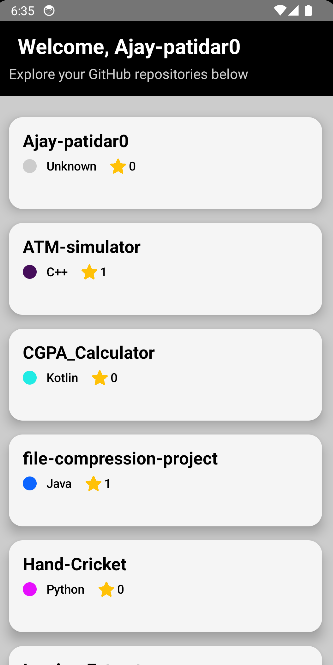 6:35
Welcome, Ajay-patidar0
Explore your GitHub repositories below
Ajay-patidar0
Unknown 0
ATM-simulator
C++ 1
CGPA_Calculator
Kotlin 0
file-compression-project
Java 1
Hand-Cricket
Python 0